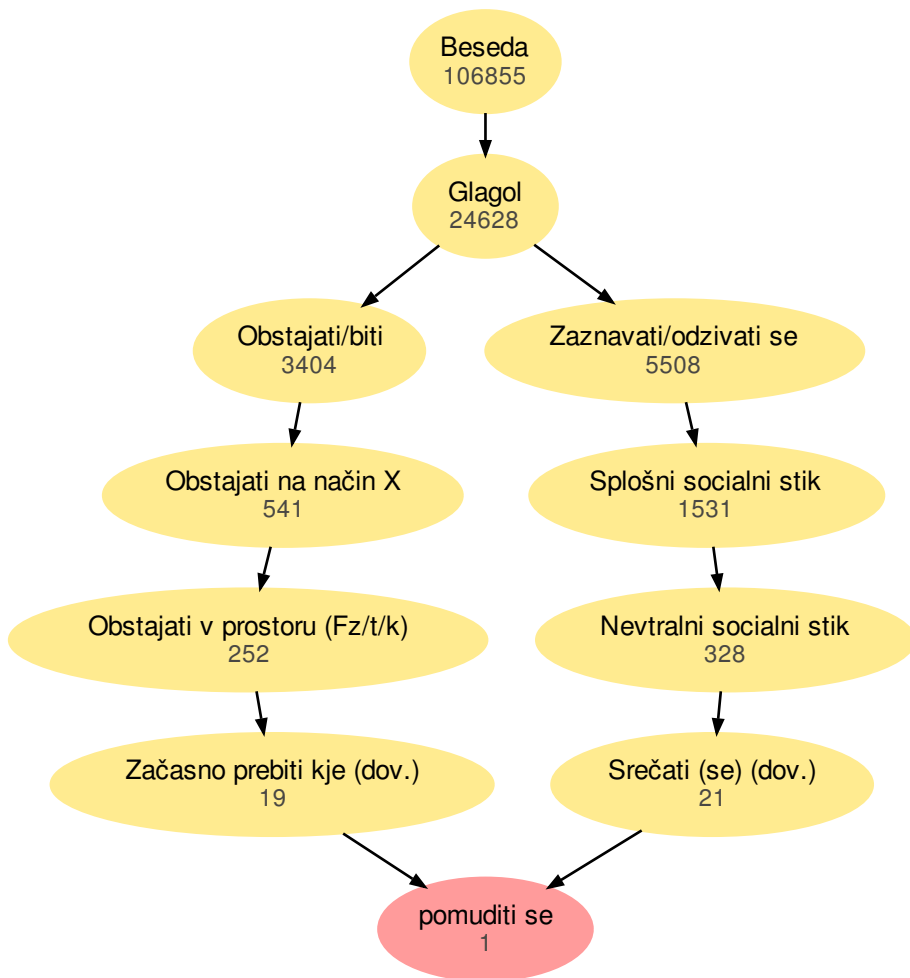 Beseda
106855
Glagol
24628
Obstajati/biti
3404
Zaznavati/odzivati se
5508
Obstajati na način X
541
Splošni socialni stik
1531
Obstajati v prostoru (Fz/t/k)
252
Nevtralni socialni stik
328
Začasno prebiti kje (dov.)
19
Srečati (se) (dov.)
21
pomuditi se
1